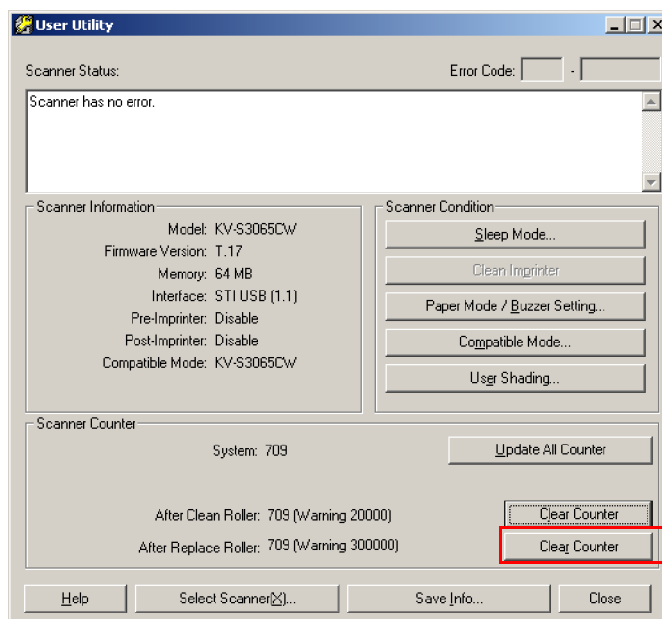 User Utility
Scanner Status:
Error Code:
-
Scanner has no error.
Scanner Information
Model: KV-S3065CW
Firmware Version: T.17
Memory: 64 MB
Interface: STI USB (1.1)
Pre-Imprinter: Disable
Post-Imprinter: Disable
Compatible Mode: KV-S3065CW
Scanner Condition
Sleep Mode...
Clean Imprinter
Paper Mode / Buzzer Setting...
Compatible Mode...
User Shading...
Scanner Counter
System: 709
Update All Counter
After Clean Roller: 709 (Warning 20000)
Clear Counter
After Replace Roller: 709 (Warning 300000)
Clear Counter
Help
Select Scanner(X)...
Save Info...
Close